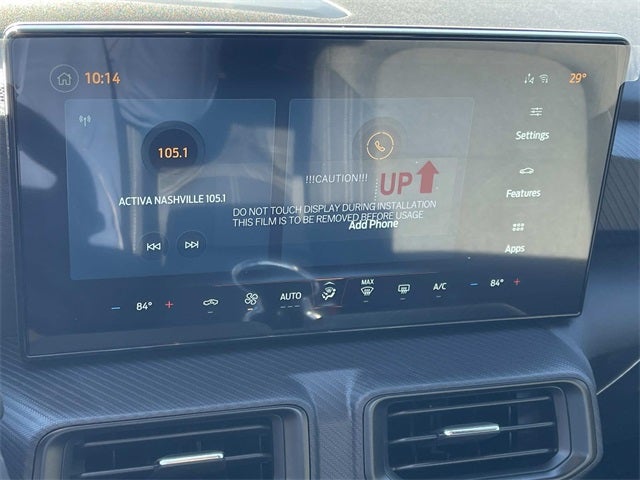 10:14
29°
105.1
ACTIVA NASHVILLE 105.1
!!!CAUTION!!!
UP
DO NOT TOUCH DISPLAY DURING INSTALLATION
THIS FILM IS TO BE REMOVED BEFORE USAGE
Add Phone
Settings
Features
Apps
− 84° +
AUTO
MAX
A/C
− 84° +